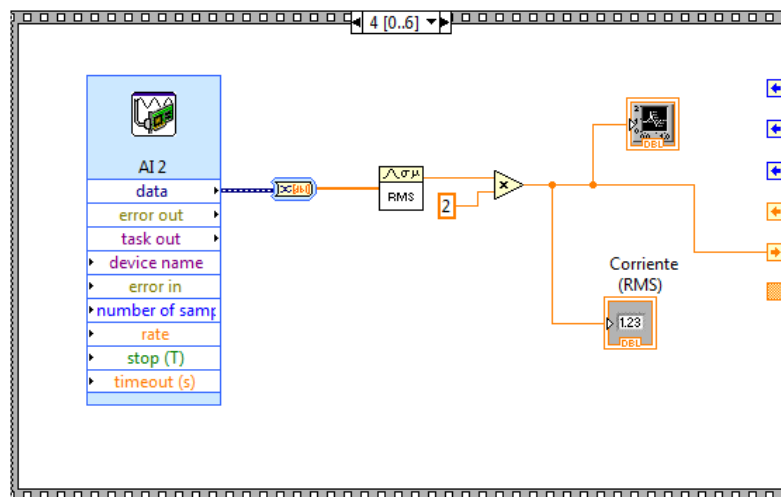 4 [0..6]
AI 2
data
error out
task out
device name
error in
number of samp
rate
stop (T)
timeout (s)
RMS
2
DBL
Corriente
(RMS)
1.23
DBL